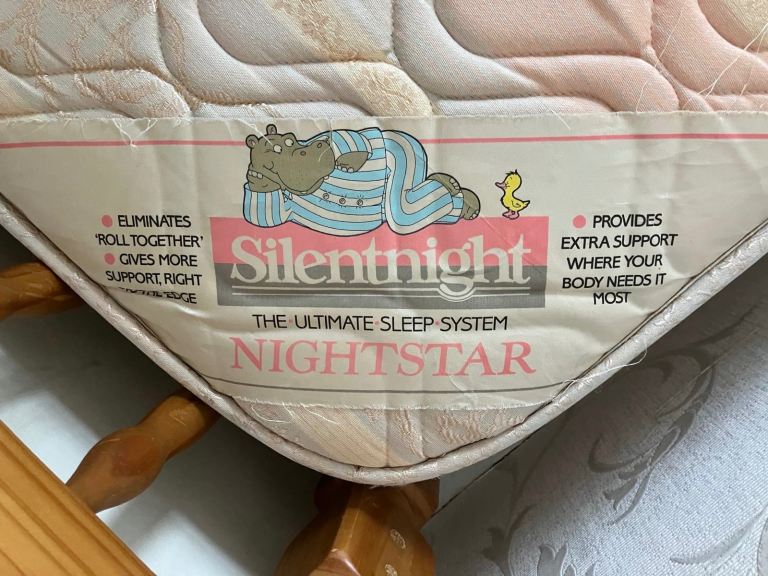 ELIMINATES
'ROLL TOGETHER'
GIVES MORE
SUPPORT, RIGHT
EDGE
Silentnight
THE·ULTIMATE·SLEEP·SYSTEM
NIGHTSTAR
PROVIDES
EXTRA SUPPORT
WHERE YOUR
BODY NEEDS IT
MOST